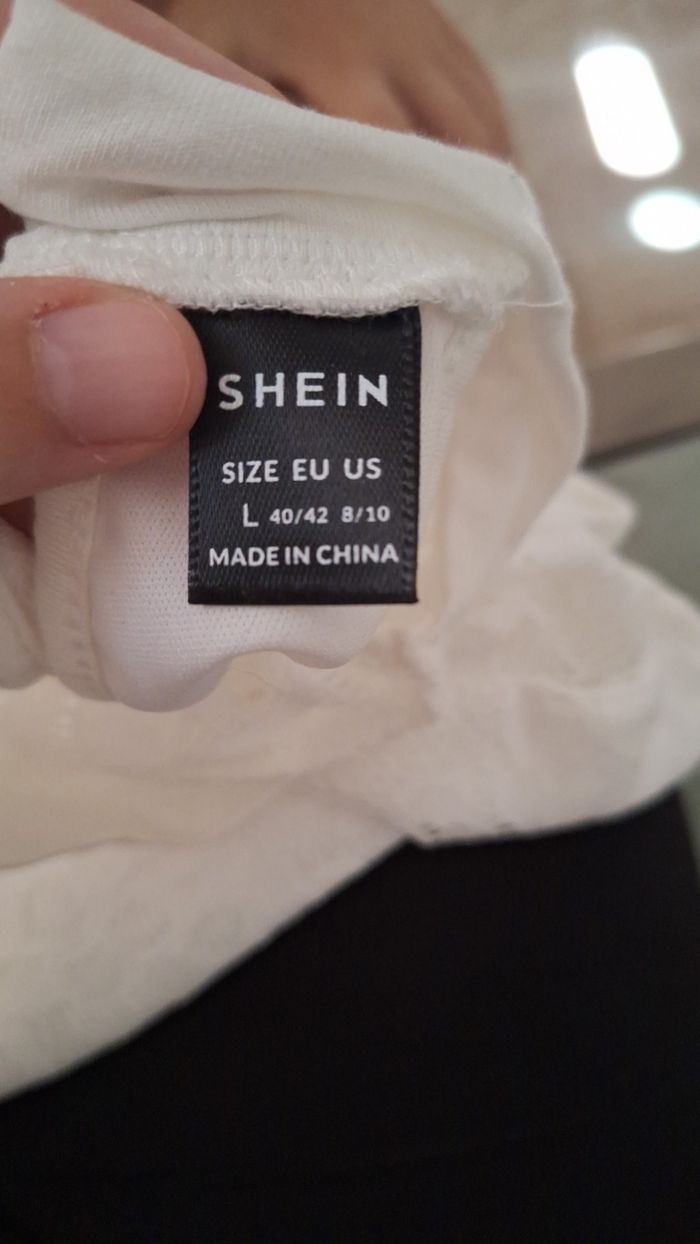 SHEIN
SIZE EU US
L 40/42 8/10
MADE IN CHINA